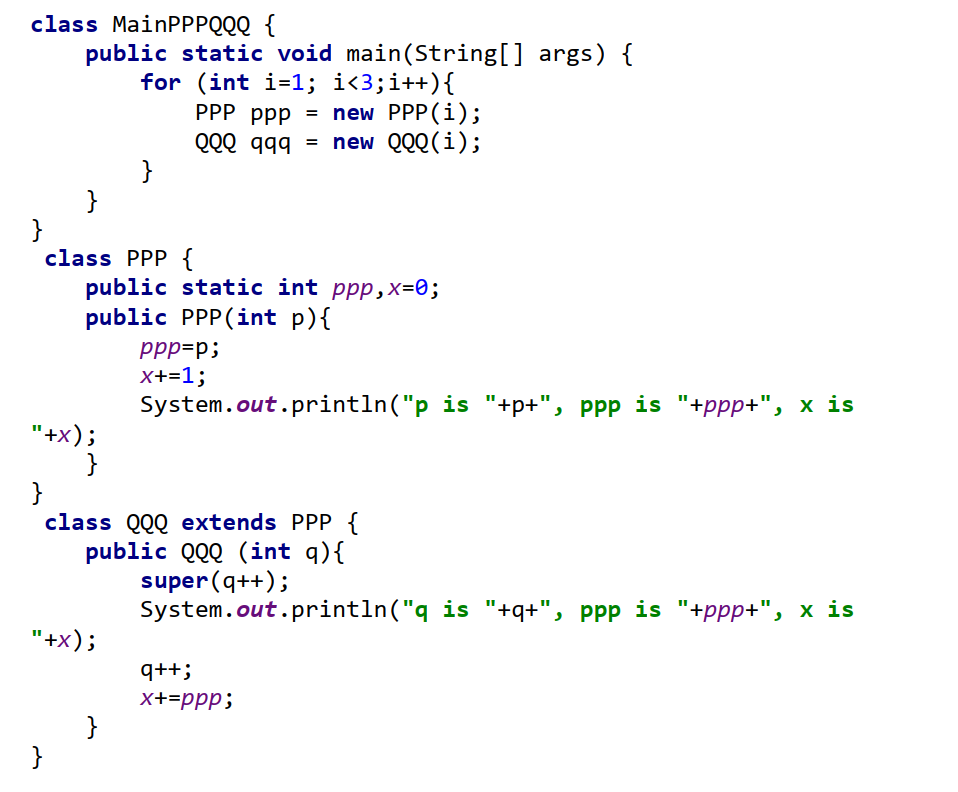 class MainPPPQQQ {
    public static void main(String[] args) {
        for (int i=1; i<3;i++){
            PPP ppp = new PPP(i);
            QQQ qqq = new QQQ(i);
        }
    }
}
 class PPP {
    public static int ppp,x=0;
    public PPP(int p){
        ppp=p;
        x+=1;
        System.out.println("p is "+p+", ppp is "+ppp+", x is
"+x);
    }
}
 class QQQ extends PPP {
    public QQQ (int q){
        super(q++);
        System.out.println("q is "+q+", ppp is "+ppp+", x is
"+x);
        q++;
        x+=ppp;
    }
}